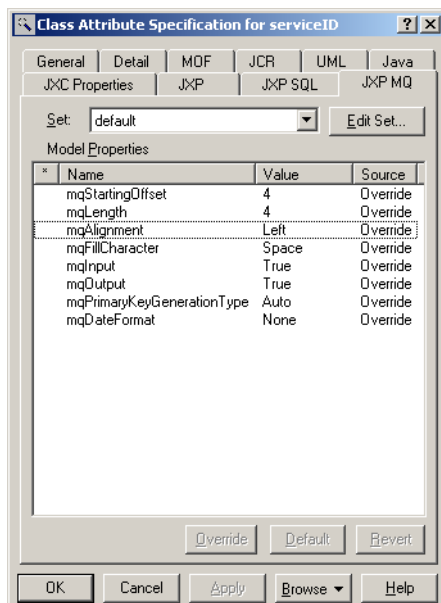 Class Attribute Specification for serviceID
General Detail MOF JCR UML Java
JXC Properties JXP JXP SQL JXP MQ
Set: default Edit Set...
Model Properties
* Name Value Source
mqStartingOffset 4 Override
mqLength 4 Override
mqAlignment Left Override
mqFillCharacter Space Override
mqInput True Override
mqOutput True Override
mqPrimaryKeyGenerationType Auto Override
mqDateFormat None Override
Override Default Revert
OK Cancel Apply Browse Help